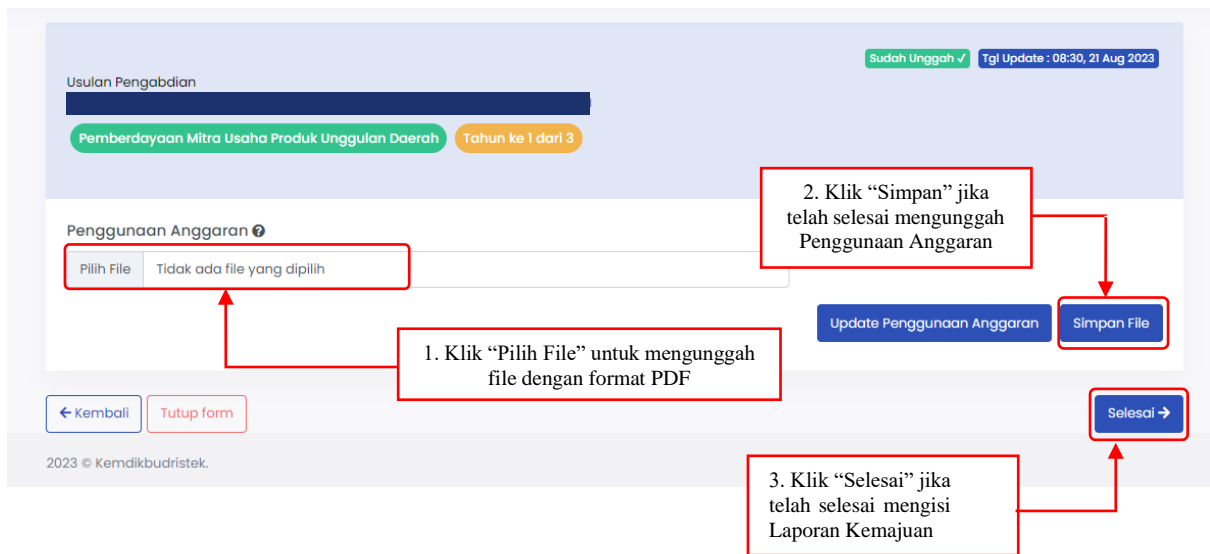 Sudah Unggah ✓ Tgl Update : 08:30, 21 Aug 2023
Usulan Pengabdian
Pemberdayaan Mitra Usaha Produk Unggulan Daerah Tahun ke 1 dari 3
2. Klik “Simpan” jika
telah selesai mengunggah
Penggunaan Anggaran
Penggunaan Anggaran
Pilih File Tidak ada file yang dipilih
Update Penggunaan Anggaran Simpan File
1. Klik “Pilih File” untuk mengunggah
file dengan format PDF
← Kembali Tutup form Selesai →
2023 © Kemdikbudristek.
3. Klik “Selesai” jika
telah selesai mengisi
Laporan Kemajuan